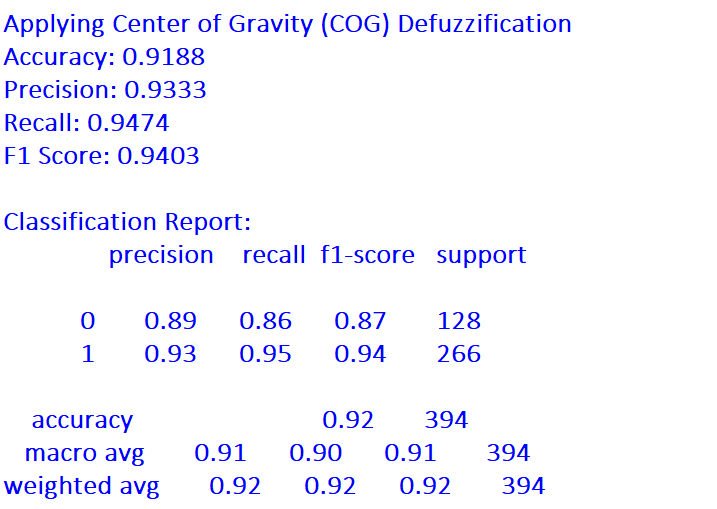 Applying Center of Gravity (COG) Defuzzification
Accuracy: 0.9188
Precision: 0.9333
Recall: 0.9474
F1 Score: 0.9403
Classification Report:
precision recall f1-score support
0 0.89 0.86 0.87 128
1 0.93 0.95 0.94 266
accuracy 0.92 394
macro avg 0.91 0.90 0.91 394
weighted avg 0.92 0.92 0.92 394